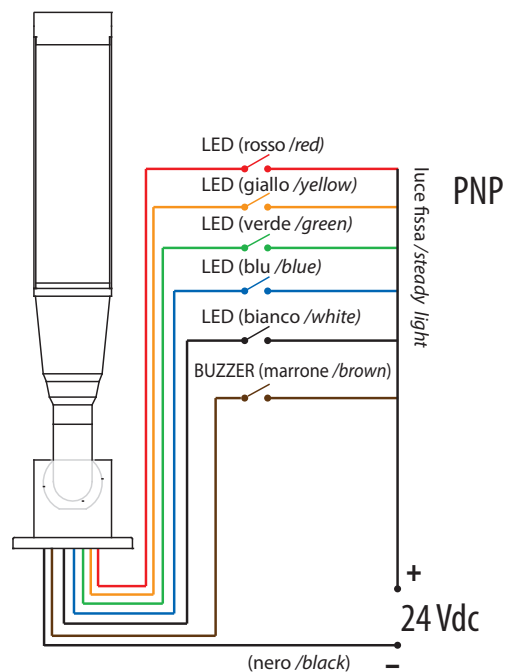 LED (rosso /red)
LED (giallo /yellow)
LED (verde /green)
LED (blu /blue)
LED (bianco /white)
BUZZER (marrone /brown)
luce fissa /steady light
PNP
+
24 Vdc
–
(nero /black)